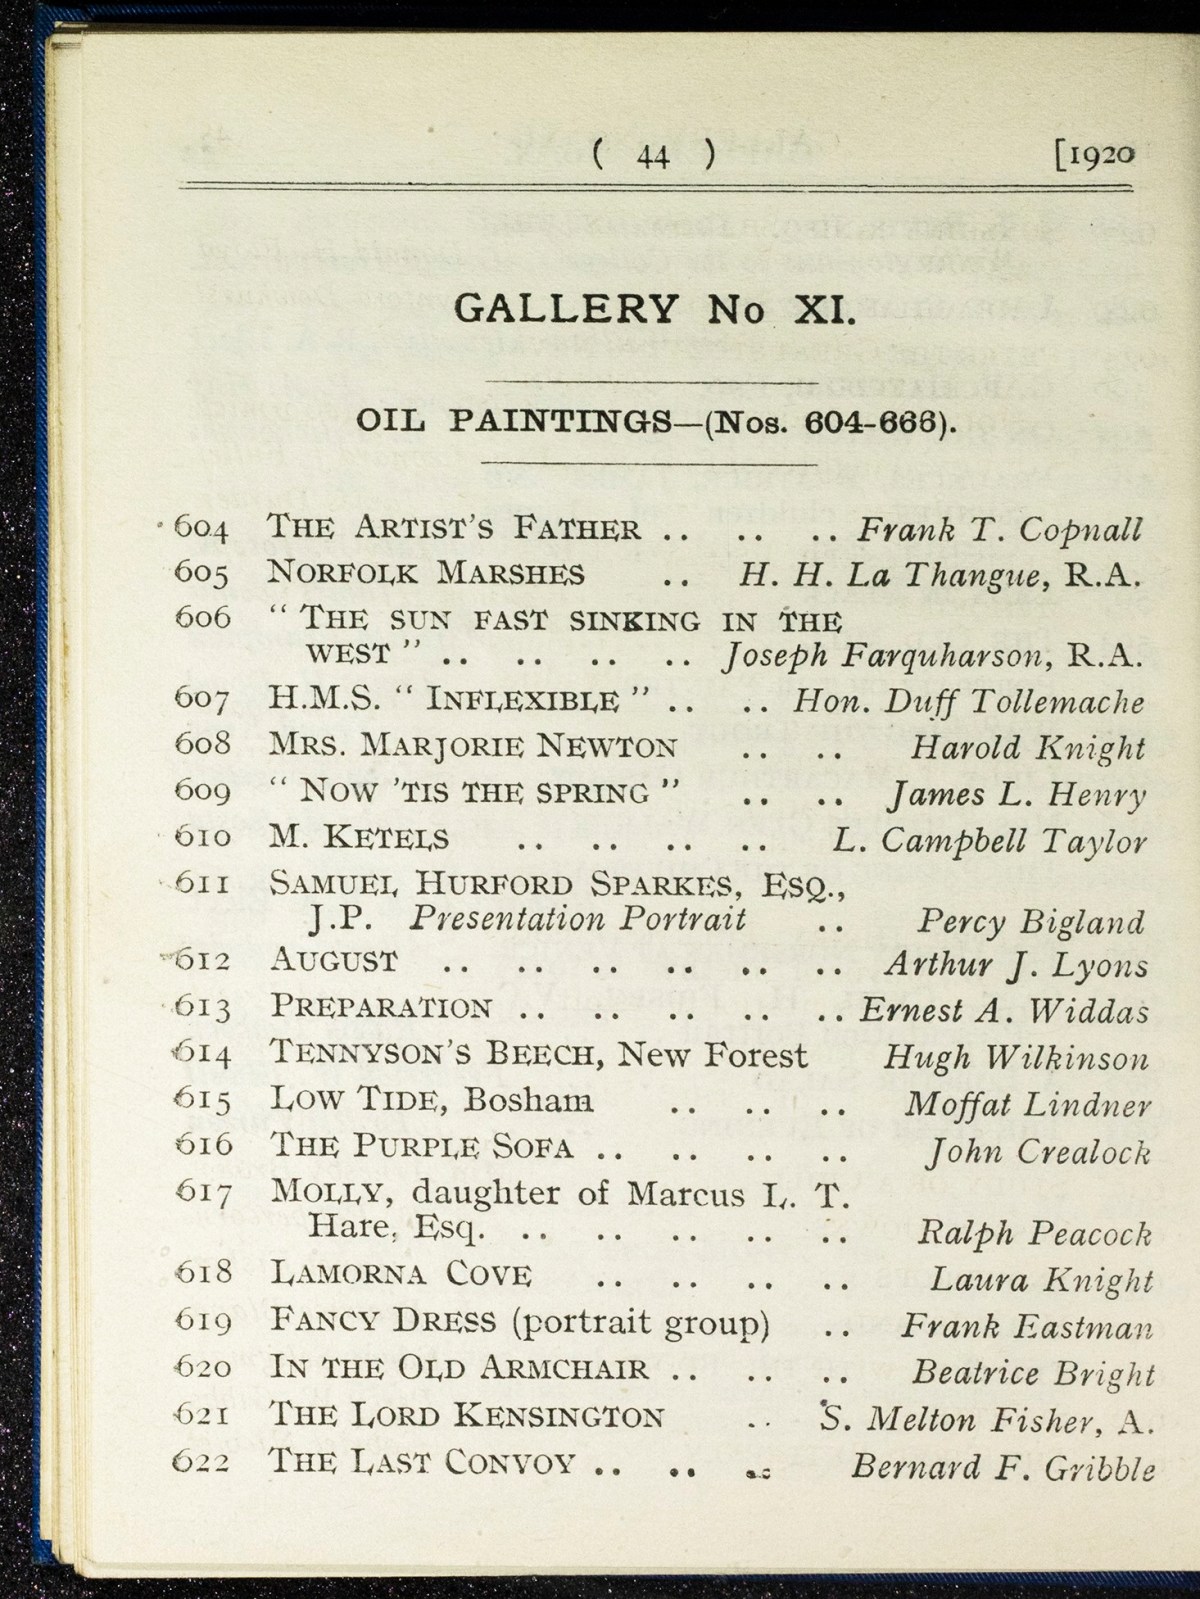 ( 44 ) [1920
GALLERY No XI.
OIL PAINTINGS—(Nos. 604-666).
604 THE ARTIST'S FATHER .. .. .. Frank T. Copnall
605 NORFOLK MARSHES .. H. H. La Thangue, R.A.
606 “ THE SUN FAST SINKING IN THE
WEST ” .. .. .. .. Joseph Farquharson, R.A.
607 H.M.S. “ INFLEXIBLE ” .. .. Hon. Duff Tollemache
608 MRS. MARJORIE NEWTON .. .. Harold Knight
609 “ NOW 'TIS THE SPRING ” .. .. James L. Henry
610 M. KETELS .. .. .. .. L. Campbell Taylor
611 SAMUEL HURFORD SPARKES, ESQ.,
J.P. Presentation Portrait .. Percy Bigland
612 AUGUST .. .. .. .. .. .. Arthur J. Lyons
613 PREPARATION .. .. .. .. .. Ernest A. Widdas
614 TENNYSON'S BEECH, New Forest Hugh Wilkinson
615 LOW TIDE, Bosham .. .. .. Moffat Lindner
616 THE PURPLE SOFA .. .. .. .. John Crealock
617 MOLLY, daughter of Marcus L. T.
Hare, Esq. .. .. .. .. .. Ralph Peacock
618 LAMORNA COVE .. .. .. .. Laura Knight
619 FANCY DRESS (portrait group) .. Frank Eastman
620 IN THE OLD ARMCHAIR .. .. .. Beatrice Bright
621 THE LORD KENSINGTON .. S. Melton Fisher, A.
622 THE LAST CONVOY .. .. .. Bernard F. Gribble